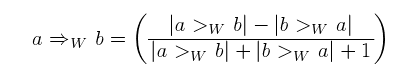 a ⇒_W b = ( (|a >_W b| − |b >_W a|) / (|a >_W b| + |b >_W a| + 1) )